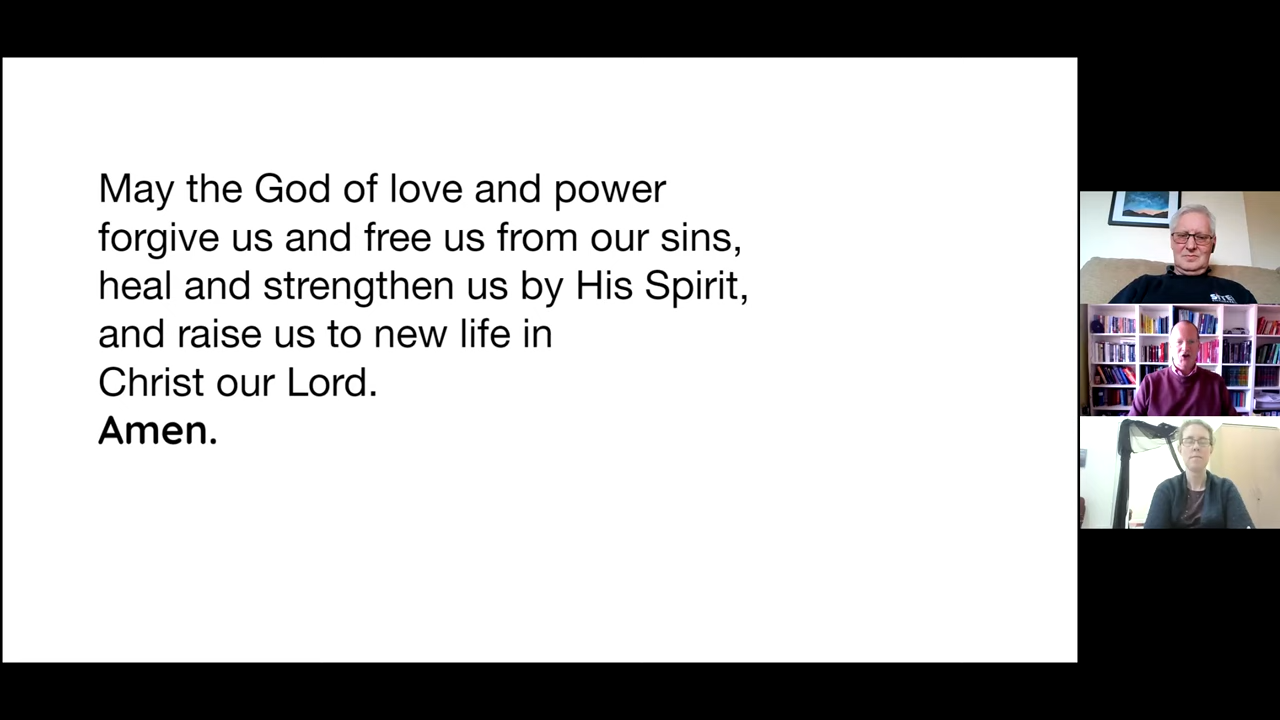 May the God of love and power
forgive us and free us from our sins,
heal and strengthen us by His Spirit,
and raise us to new life in
Christ our Lord.
Amen.